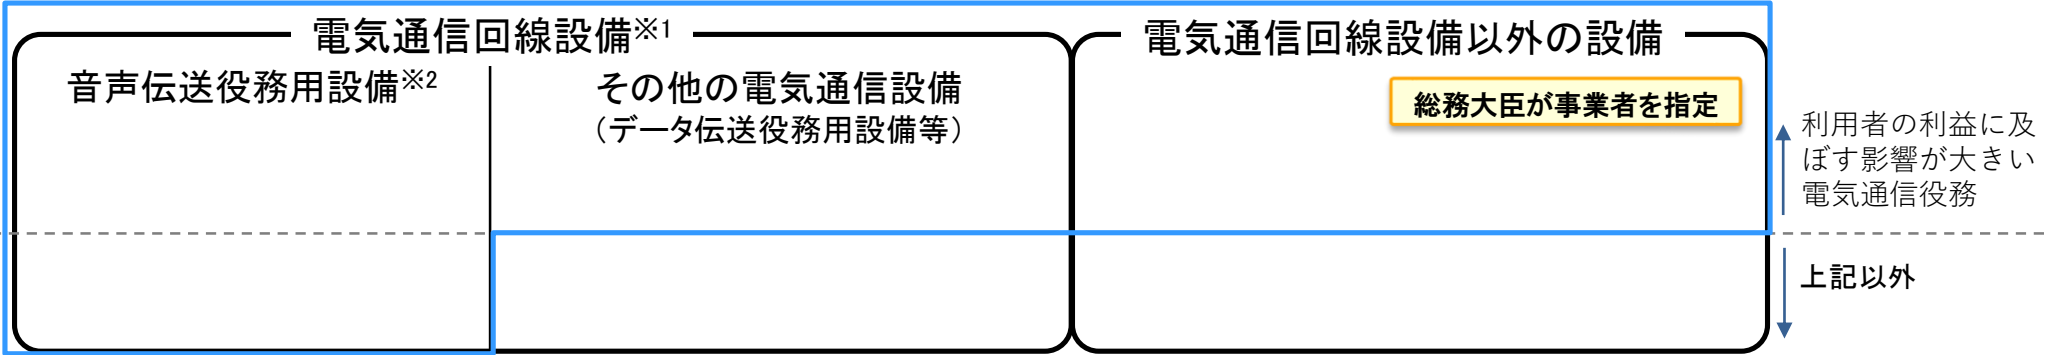 電気通信回線設備※1
電気通信回線設備以外の設備
音声伝送役務用設備※2
その他の電気通信設備
（データ伝送役務用設備等）
総務大臣が事業者を指定
利用者の利益に及
ぼす影響が大きい
電気通信役務
上記以外